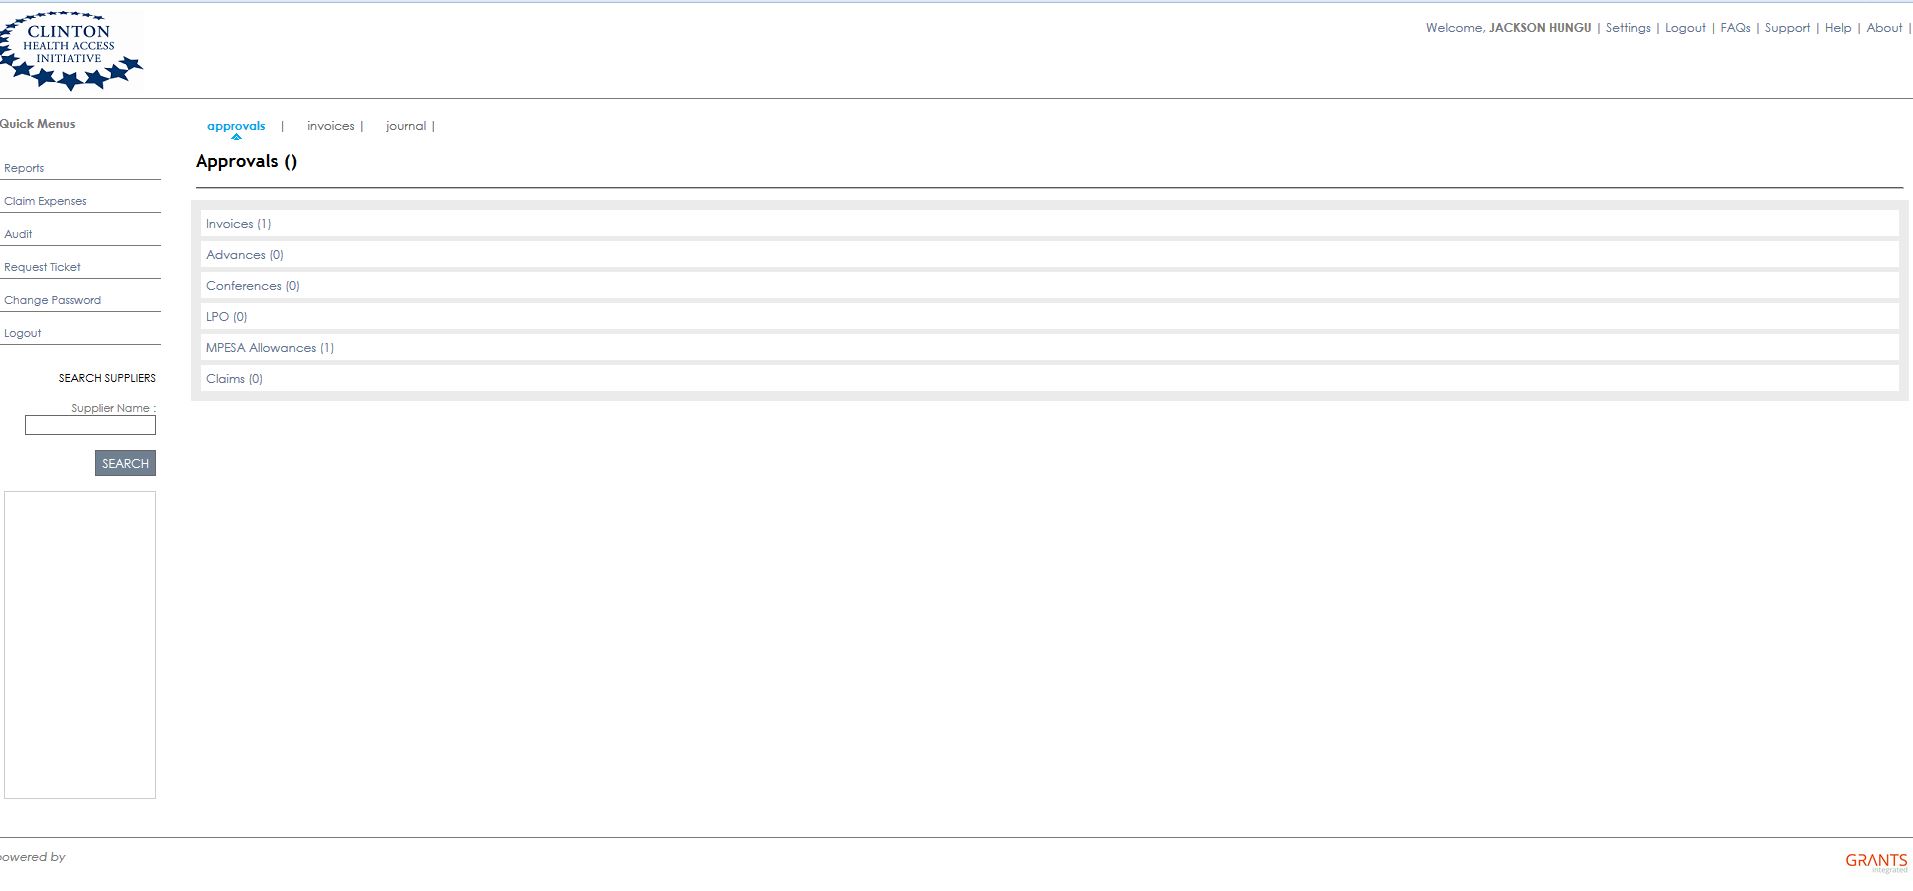 CLINTON
HEALTH ACCESS
INITIATIVE
Welcome, JACKSON HUNGU | Settings | Logout | FAQs | Support | Help | About |
Quick Menus
Reports
Claim Expenses
Audit
Request Ticket
Change Password
Logout
SEARCH SUPPLIERS
Supplier Name :
SEARCH
approvals | invoices | journal |
Approvals ()
Invoices (1)
Advances (0)
Conferences (0)
LPO (0)
MPESA Allowances (1)
Claims (0)
powered by
GRANTS
integrated